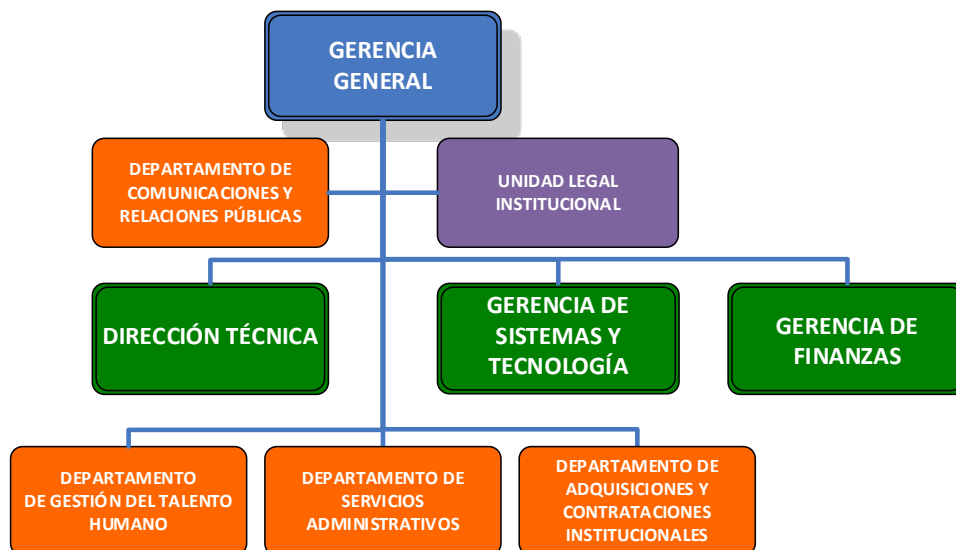 GERENCIA
GENERAL
DEPARTAMENTO DE
COMUNICACIONES Y
RELACIONES PÚBLICAS
UNIDAD LEGAL
INSTITUCIONAL
DIRECCIÓN TÉCNICA
GERENCIA DE
SISTEMAS Y
TECNOLOGÍA
GERENCIA DE
FINANZAS
DEPARTAMENTO
DE GESTIÓN DEL TALENTO
HUMANO
DEPARTAMENTO DE
SERVICIOS
ADMINISTRATIVOS
DEPARTAMENTO DE
ADQUISICIONES Y
CONTRATACIONES
INSTITUCIONALES